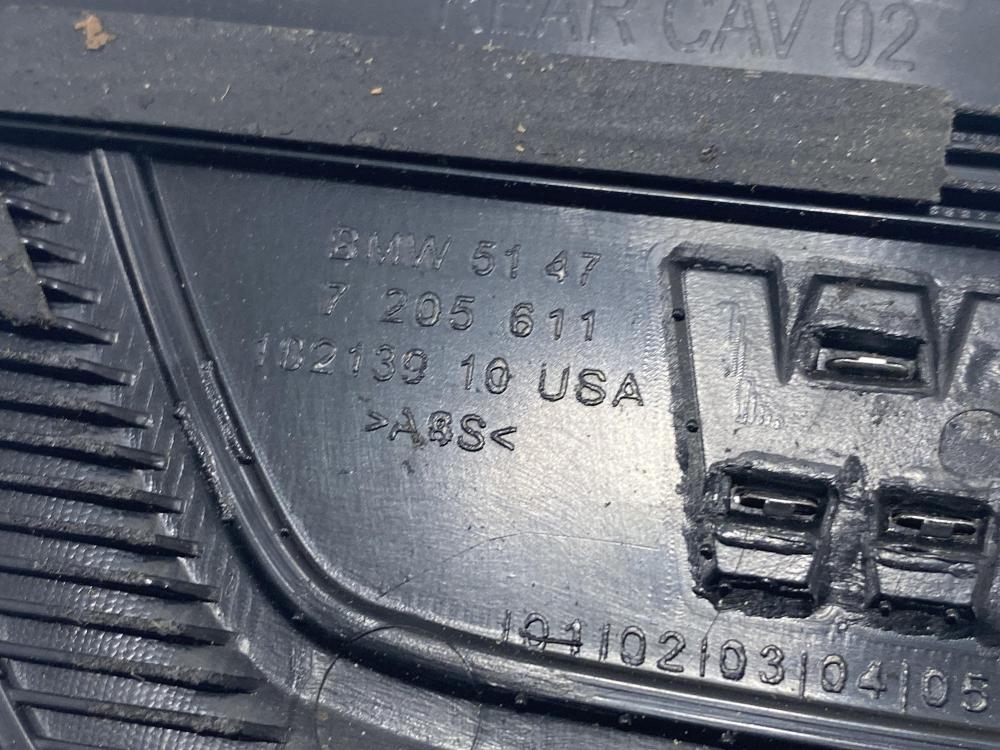 REAR CAV 02
BMW 51 47
7 205 611
182139 10 USA
>ABS<
|01|02|03|04|05